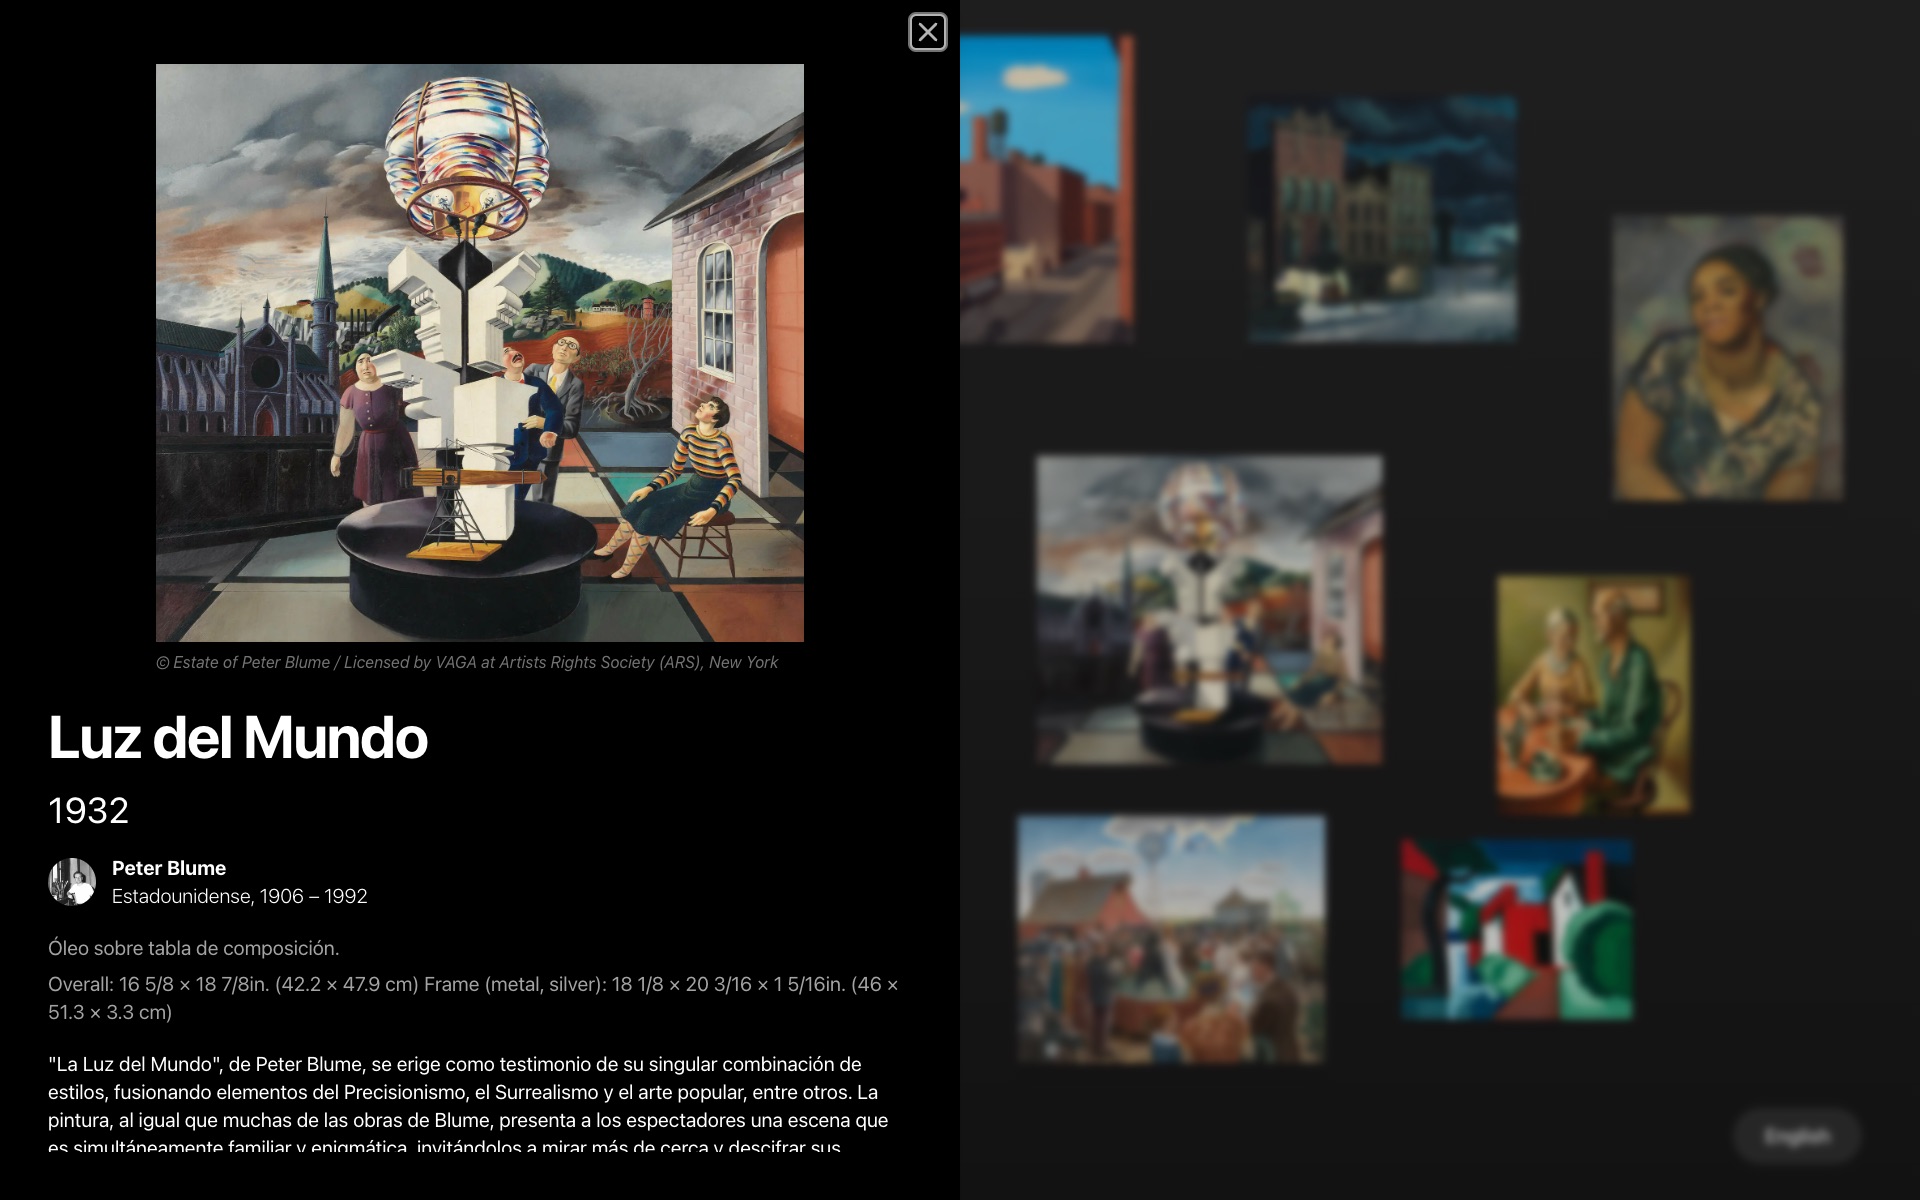 © Estate of Peter Blume / Licensed by VAGA at Artists Rights Society (ARS), New York
Luz del Mundo
1932
Peter Blume
Estadounidense, 1906 – 1992
Óleo sobre tabla de composición.
Overall: 16 5/8 × 18 7/8in. (42.2 × 47.9 cm) Frame (metal, silver): 18 1/8 × 20 3/16 × 1 5/16in. (46 ×
51.3 × 3.3 cm)
"La Luz del Mundo", de Peter Blume, se erige como testimonio de su singular combinación de
estilos, fusionando elementos del Precisionismo, el Surrealismo y el arte popular, entre otros. La
pintura, al igual que muchas de las obras de Blume, presenta a los espectadores una escena que
es simultáneamente familiar y enigmática, invitándolos a mirar más de cerca y descifrar sus
English